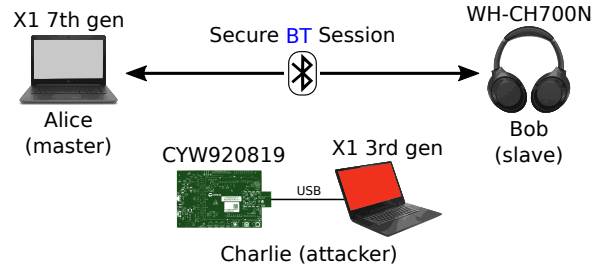 X1 7th gen
WH-CH700N
Secure BT Session
Alice
(master)
Bob
(slave)
CYW920819
X1 3rd gen
USB
Charlie (attacker)